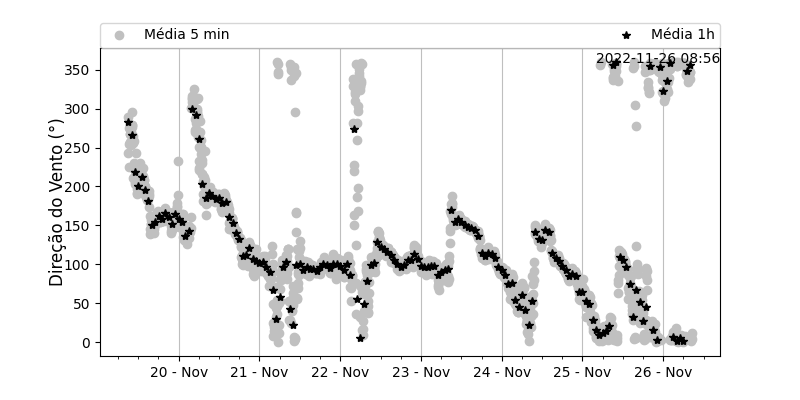 Média 5 min
Média 1h
2022-11-26 08:56
Direção do Vento (°)
350
300
250
200
150
100
50
0
20 - Nov
21 - Nov
22 - Nov
23 - Nov
24 - Nov
25 - Nov
26 - Nov